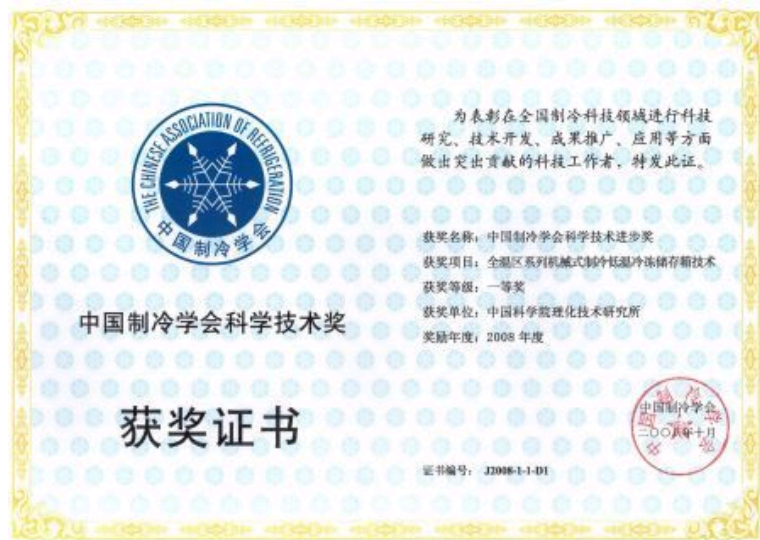 THE CHINESE ASSOCIATION OF REFRIGERATION
中国制冷学会
中国制冷学会科学技术奖
获奖证书
为表彰在全国制冷科技领域进行科技
研究、技术开发、成果推广、应用等方面
做出突出贡献的科技工作者，特发此证。
获奖名称：中国制冷学会科学技术进步奖
获奖项目：全温区系列机械式制冷低温冷冻储存箱技术
获奖等级：一等奖
获奖单位：中国科学院理化技术研究所
奖励年度：2008 年度
中国制冷学会
二〇〇八年十月
中国制冷学会
证书编号： J2008-1-1-D1